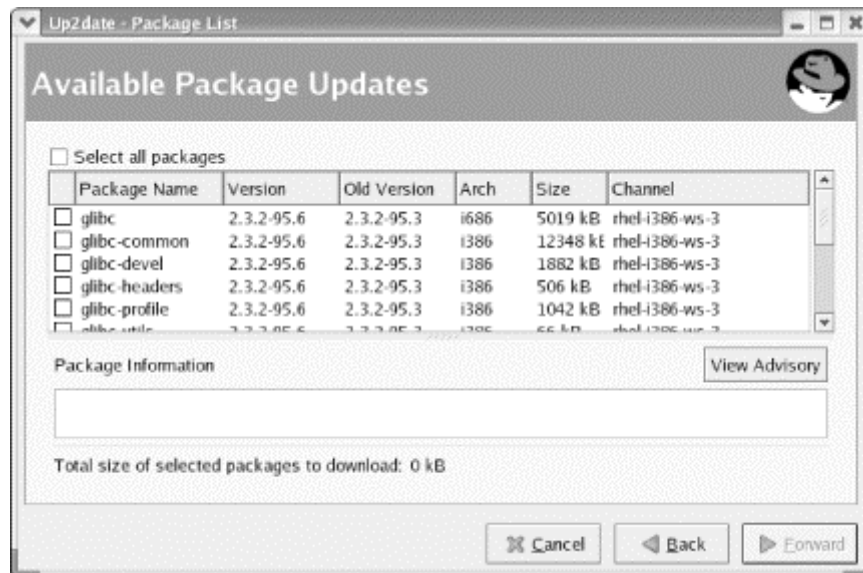 Up2date - Package List
Available Package Updates
Select all packages
Package Name Version Old Version Arch Size Channel
glibc 2.3.2-95.6 2.3.2-95.3 i686 5019 kB rhel-i386-ws-3
glibc-common 2.3.2-95.6 2.3.2-95.3 i386 12348 kB rhel-i386-ws-3
glibc-devel 2.3.2-95.6 2.3.2-95.3 i386 1882 kB rhel-i386-ws-3
glibc-headers 2.3.2-95.6 2.3.2-95.3 i386 506 kB rhel-i386-ws-3
glibc-profile 2.3.2-95.6 2.3.2-95.3 i386 1042 kB rhel-i386-ws-3
Package Information
View Advisory
Total size of selected packages to download: 0 kB
Cancel Back Forward